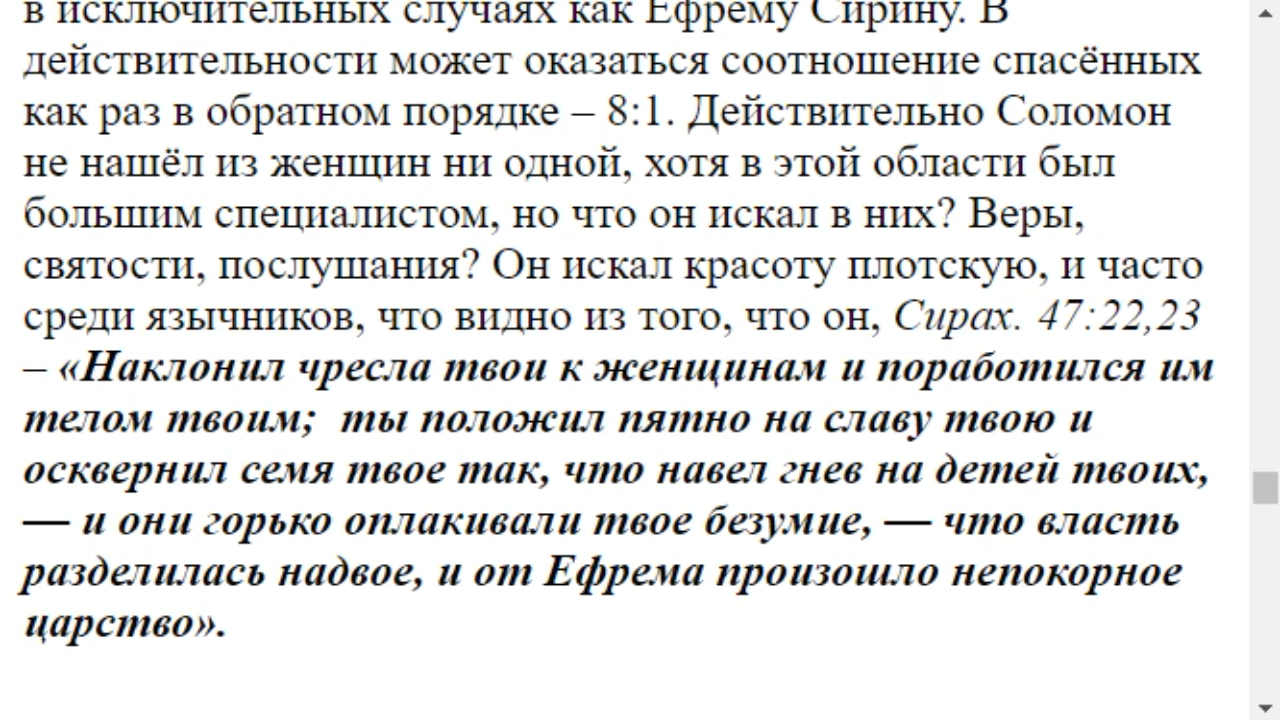 в исключительных случаях как Ефрему Сирину. В
действительности может оказаться соотношение спасённых
как раз в обратном порядке – 8:1. Действительно Соломон
не нашёл из женщин ни одной, хотя в этой области был
большим специалистом, но что он искал в них? Веры,
святости, послушания? Он искал красоту плотскую, и часто
среди язычников, что видно из того, что он, Сирах. 47:22,23
– «Наклонил чресла твои к женщинам и поработился им
телом твоим;  ты положил пятно на славу твою и
осквернил семя твое так, что навел гнев на детей твоих,
— и они горько оплакивали твое безумие, — что власть
разделилась надвое, и от Ефрема произошло непокорное
царство».